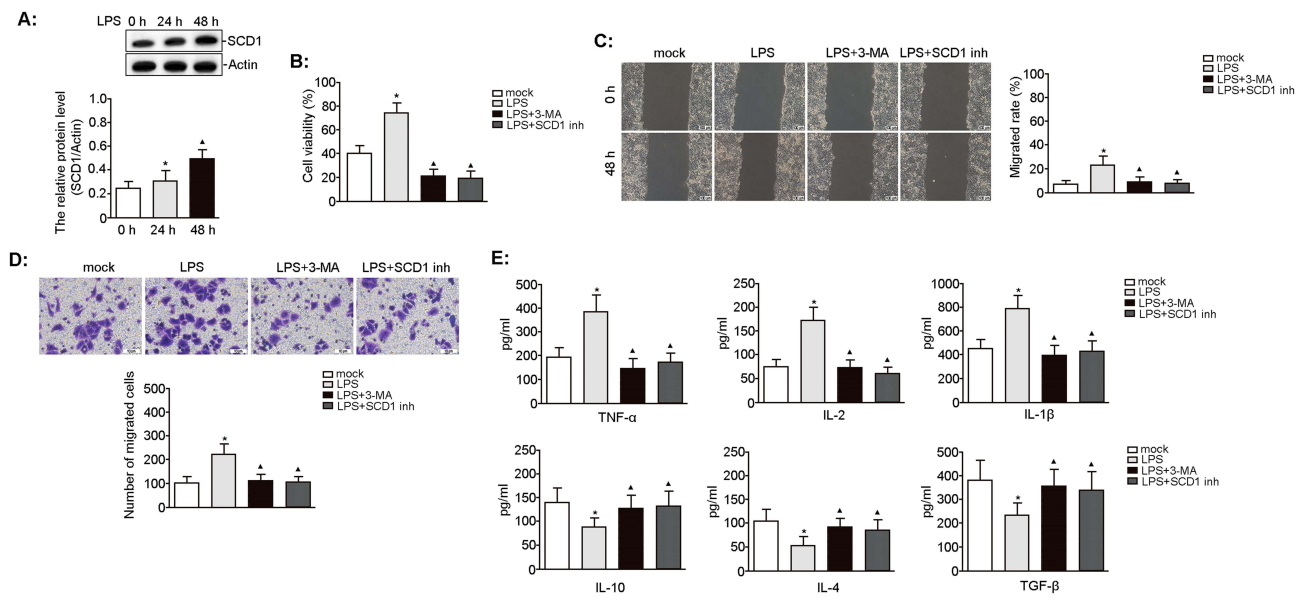 A:
LPS 0 h 24 h 48 h
SCD1
Actin
The relative protein level
(SCD1/Actin)
1.0
0.8
0.6
0.4
0.2
0
*
▲
0 h 24 h 48 h
B:
Cell viability (%)
100
80
60
40
20
0
*
▲ ▲
mock
LPS
LPS+3-MA
LPS+SCD1 inh
C:
mock LPS LPS+3-MA LPS+SCD1 inh
0 h
48 h
Migrated rate (%)
100
80
60
40
20
0
*
▲ ▲
mock
LPS
LPS+3-MA
LPS+SCD1 inh
D:
mock LPS LPS+3-MA LPS+SCD1 inh
Number of migrated cells
500
400
300
200
100
0
*
▲ ▲
mock
LPS
LPS+3-MA
LPS+SCD1 inh
E:
pg/ml
500
400
300
200
100
0
*
▲ ▲
TNF-α
pg/ml
250
200
150
100
50
0
*
▲ ▲
IL-2
pg/ml
1000
800
600
400
200
0
*
▲ ▲
IL-1β
mock
LPS
LPS+3-MA
LPS+SCD1 inh
pg/ml
250
200
150
100
50
0
*
▲ ▲
IL-10
pg/ml
250
200
150
100
50
0
*
▲ ▲
IL-4
pg/ml
500
400
300
200
100
0
*
▲ ▲
TGF-β
mock
LPS
LPS+3-MA
LPS+SCD1 inh